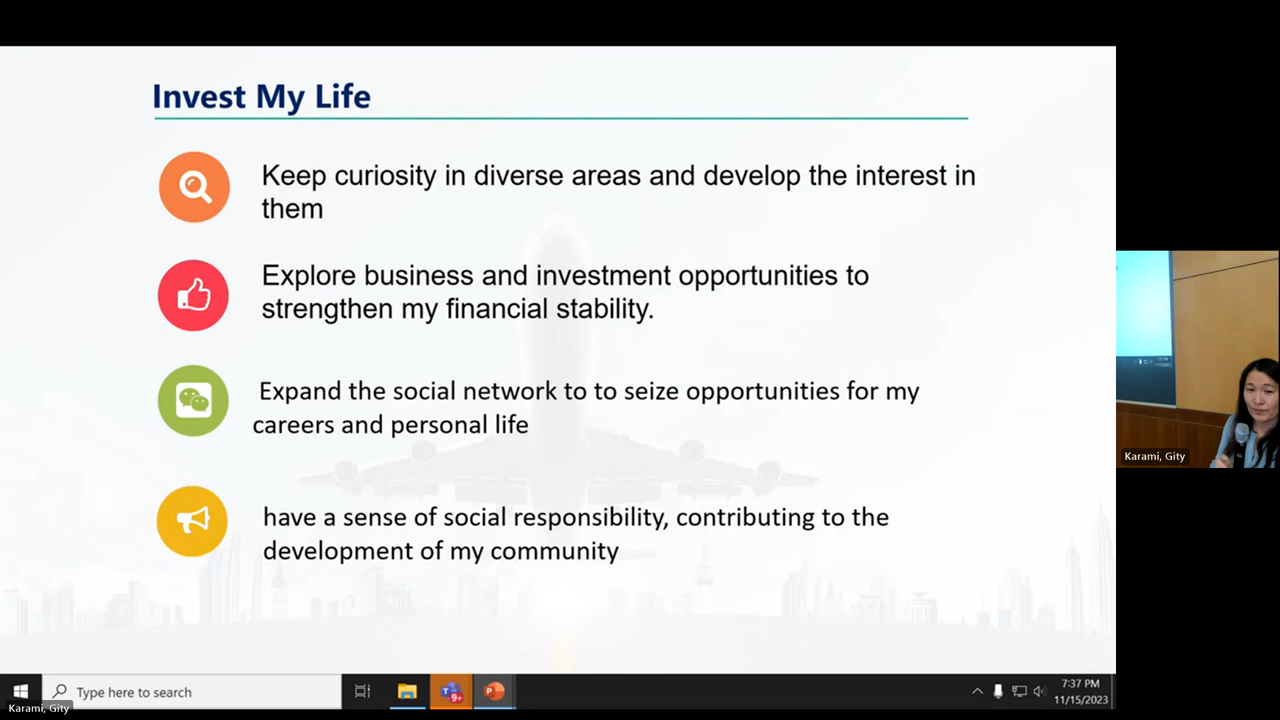 Invest My Life
Keep curiosity in diverse areas and develop the interest in
them
Explore business and investment opportunities to
strengthen my financial stability.
Expand the social network to to seize opportunities for my
careers and personal life
have a sense of social responsibility, contributing to the
development of my community
Karami, Gity
Type here to search
9+
7:37 PM
11/15/2023
Karami, Gity